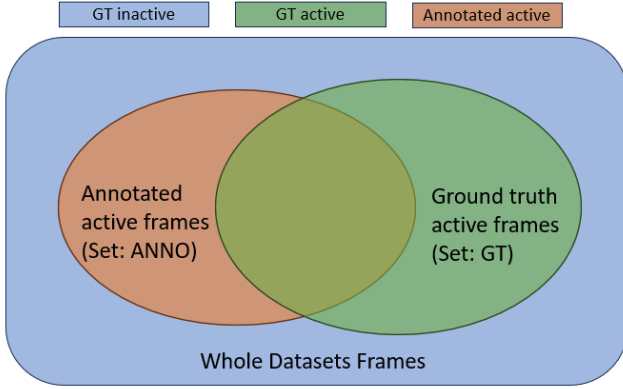 GT inactive
GT active
Annotated active
Annotated
active frames
(Set: ANNO)
Ground truth
active frames
(Set: GT)
Whole Datasets Frames